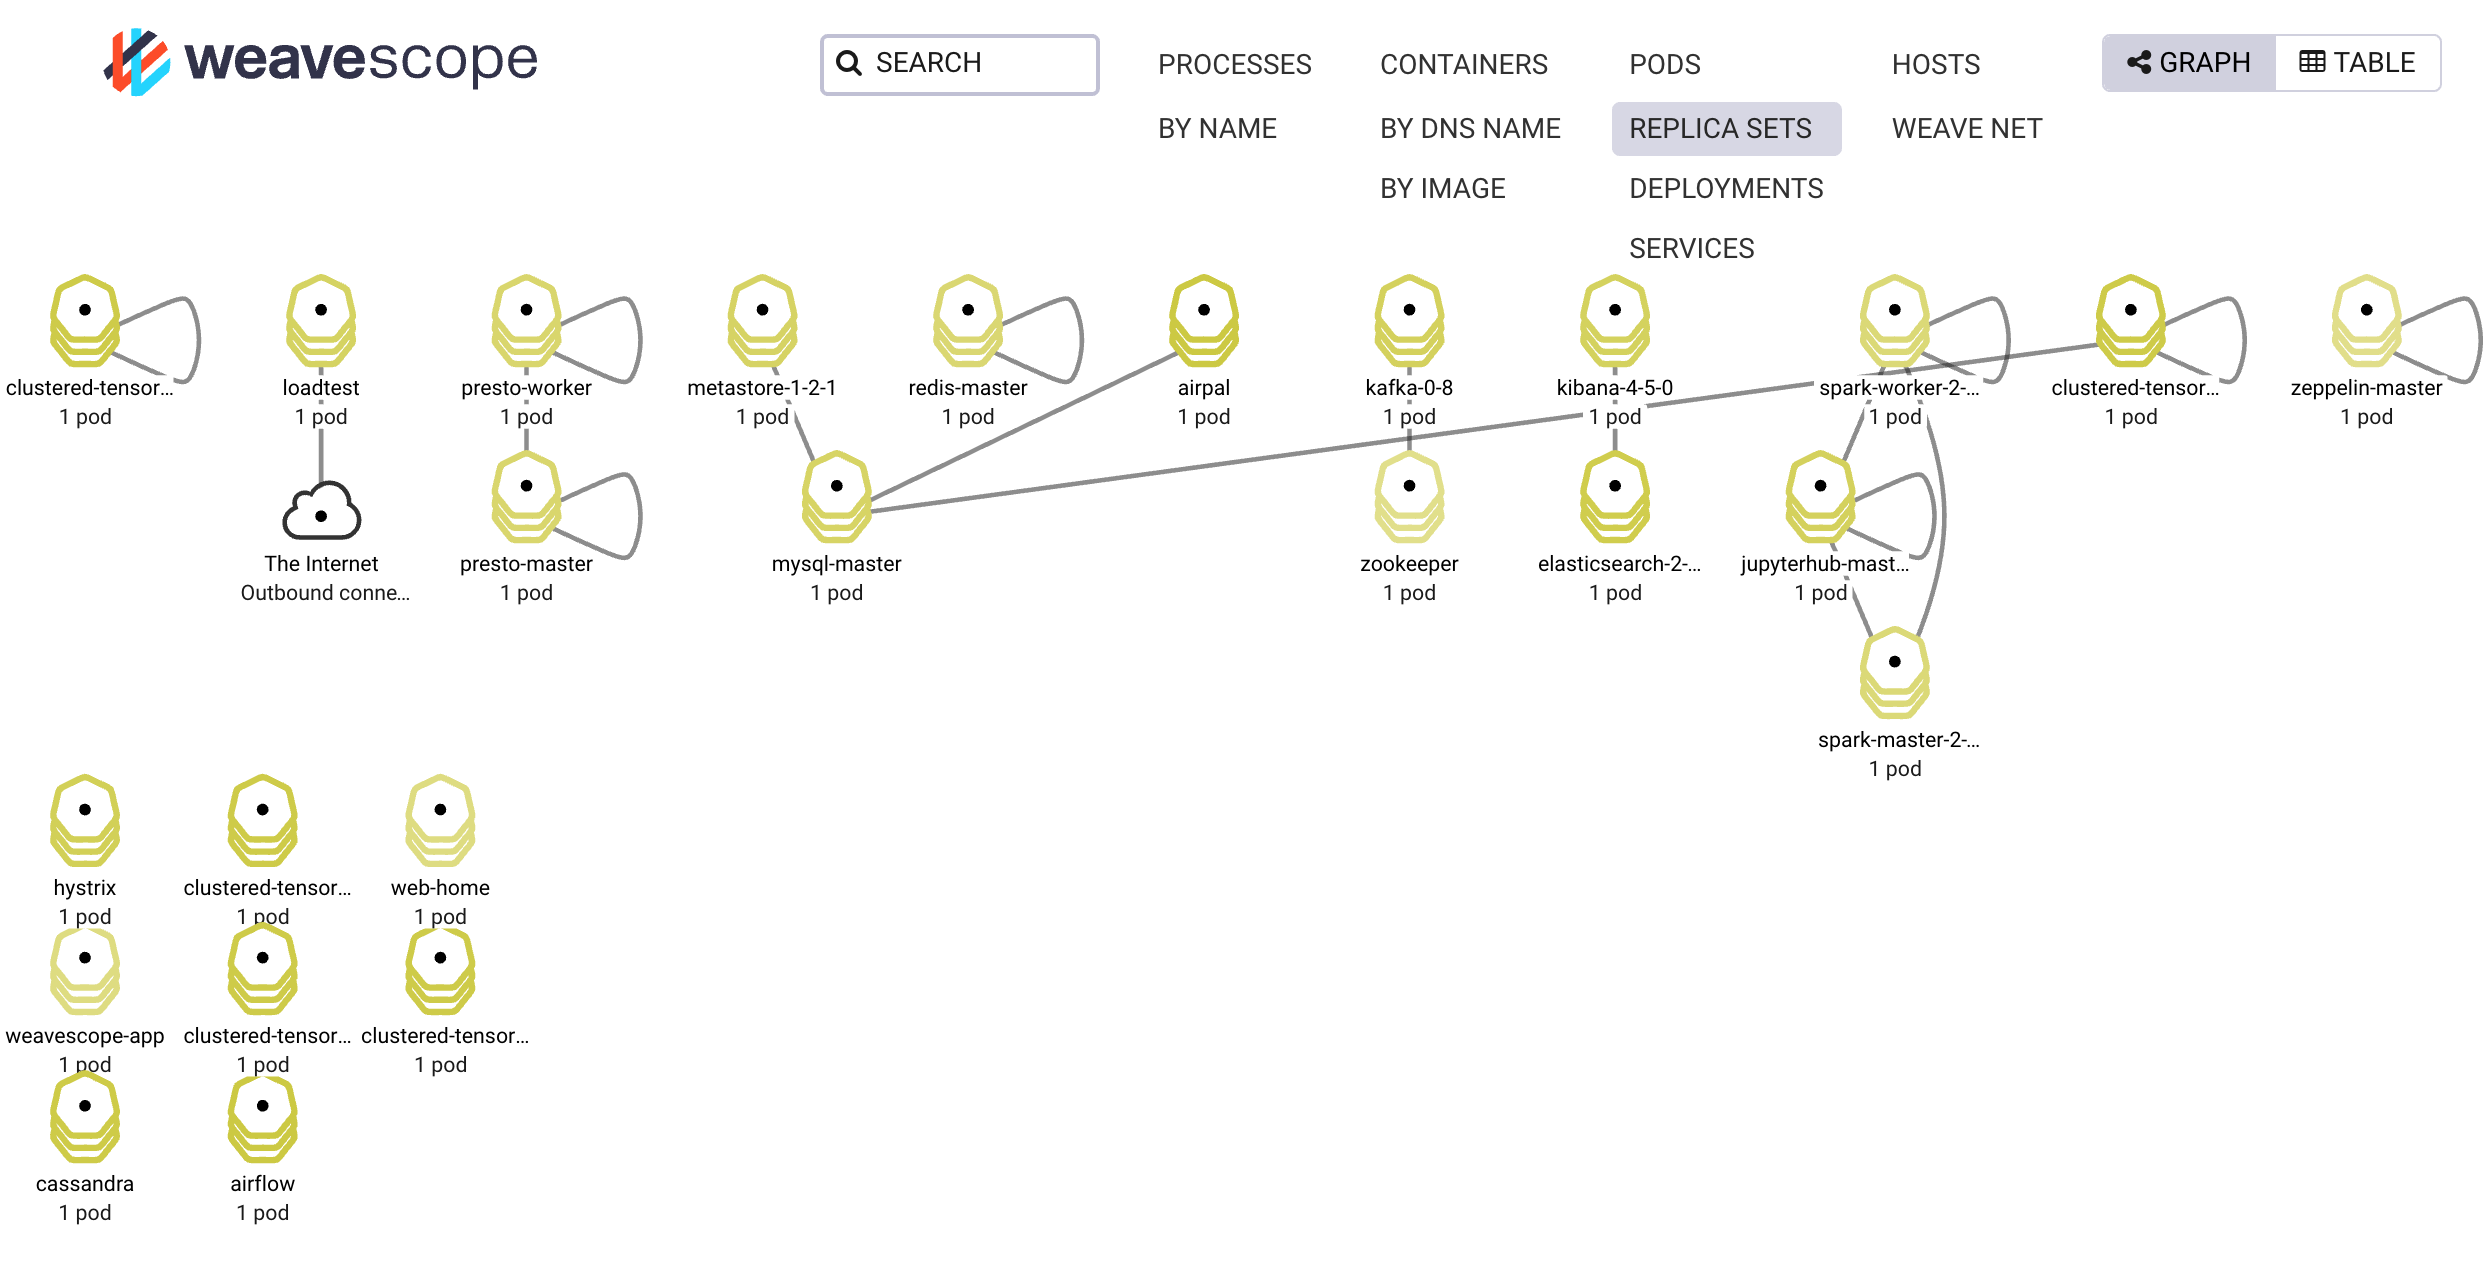 weavescope
SEARCH
PROCESSES
CONTAINERS
PODS
HOSTS
GRAPH
TABLE
BY NAME
BY DNS NAME
REPLICA SETS
WEAVE NET
BY IMAGE
DEPLOYMENTS
SERVICES
clustered-tensor...
1 pod
loadtest
1 pod
presto-worker
1 pod
metastore-1-2-1
1 pod
redis-master
1 pod
airpal
1 pod
kafka-0-8
1 pod
kibana-4-5-0
1 pod
spark-worker-2-...
1 pod
clustered-tensor...
1 pod
zeppelin-master
1 pod
The Internet
Outbound conne...
presto-master
1 pod
mysql-master
1 pod
zookeeper
1 pod
elasticsearch-2-...
1 pod
jupyterhub-mast...
1 pod
spark-master-2-...
1 pod
hystrix
1 pod
clustered-tensor...
1 pod
web-home
1 pod
weavescope-app
1 pod
clustered-tensor...
1 pod
clustered-tensor...
1 pod
cassandra
1 pod
airflow
1 pod